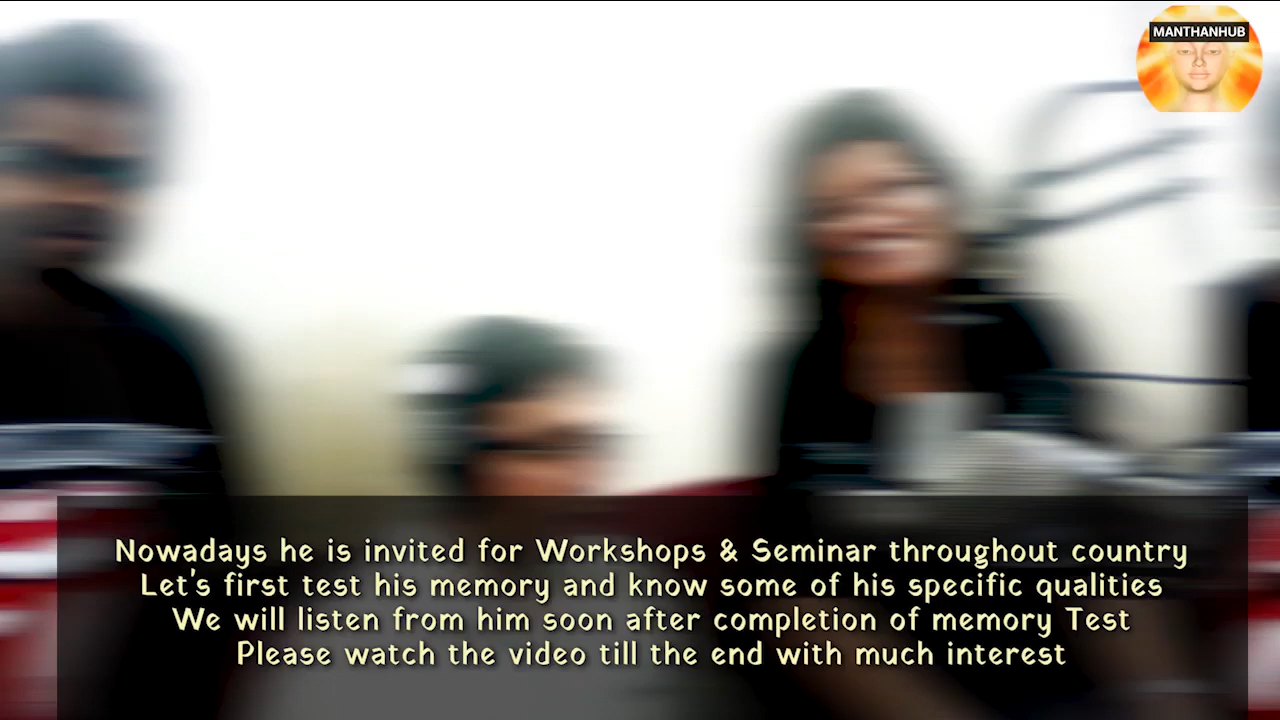 MANTHANHUB
Nowadays he is invited for Workshops & Seminar throughout country
Let's first test his memory and know some of his specific qualities
We will listen from him soon after completion of memory Test
Please watch the video till the end with much interest